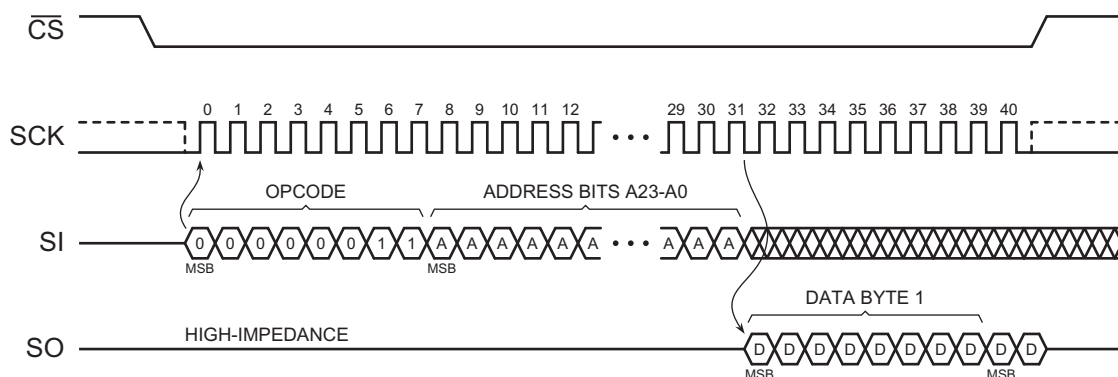 CS
0 1 2 3 4 5 6 7 8 9 10 11 12 29 30 31 32 33 34 35 36 37 38 39 40
SCK
OPCODE ADDRESS BITS A23-A0
SI 0 0 0 0 0 0 1 1 A A A A A A A A A
MSB MSB
DATA BYTE 1
HIGH-IMPEDANCE
SO D D D D D D D D D D
MSB MSB